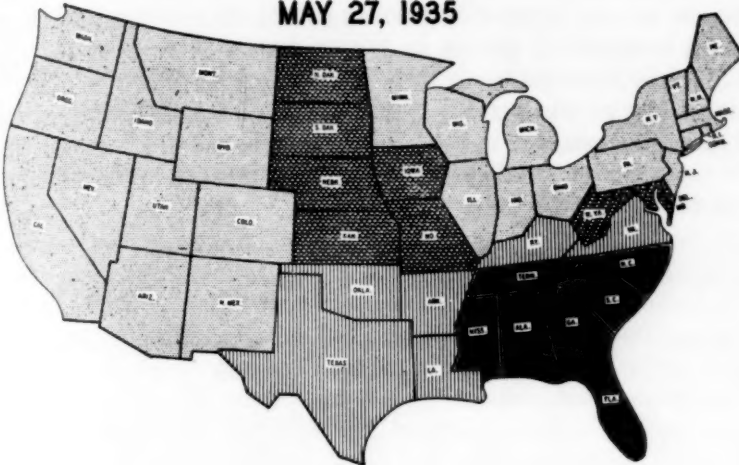 MAY 27, 1935
WASH.
MONT.
N. DAK.
MINN.
ME.
OREG.
IDAHO
S. DAK.
WIS.
MICH.
N.Y.
VT.
N.H.
MASS.
WYO.
NEBR.
IOWA
PA.
N.J.
NEV.
UTAH
COLO.
ILL.
IND.
OHIO
W. VA.
CAL.
KAN.
MO.
KY.
VA.
ARIZ.
N. MEX.
OKLA.
ARK.
TENN.
N.C.
S.C.
TEXAS
LA.
MISS.
ALA.
GA.
FLA.